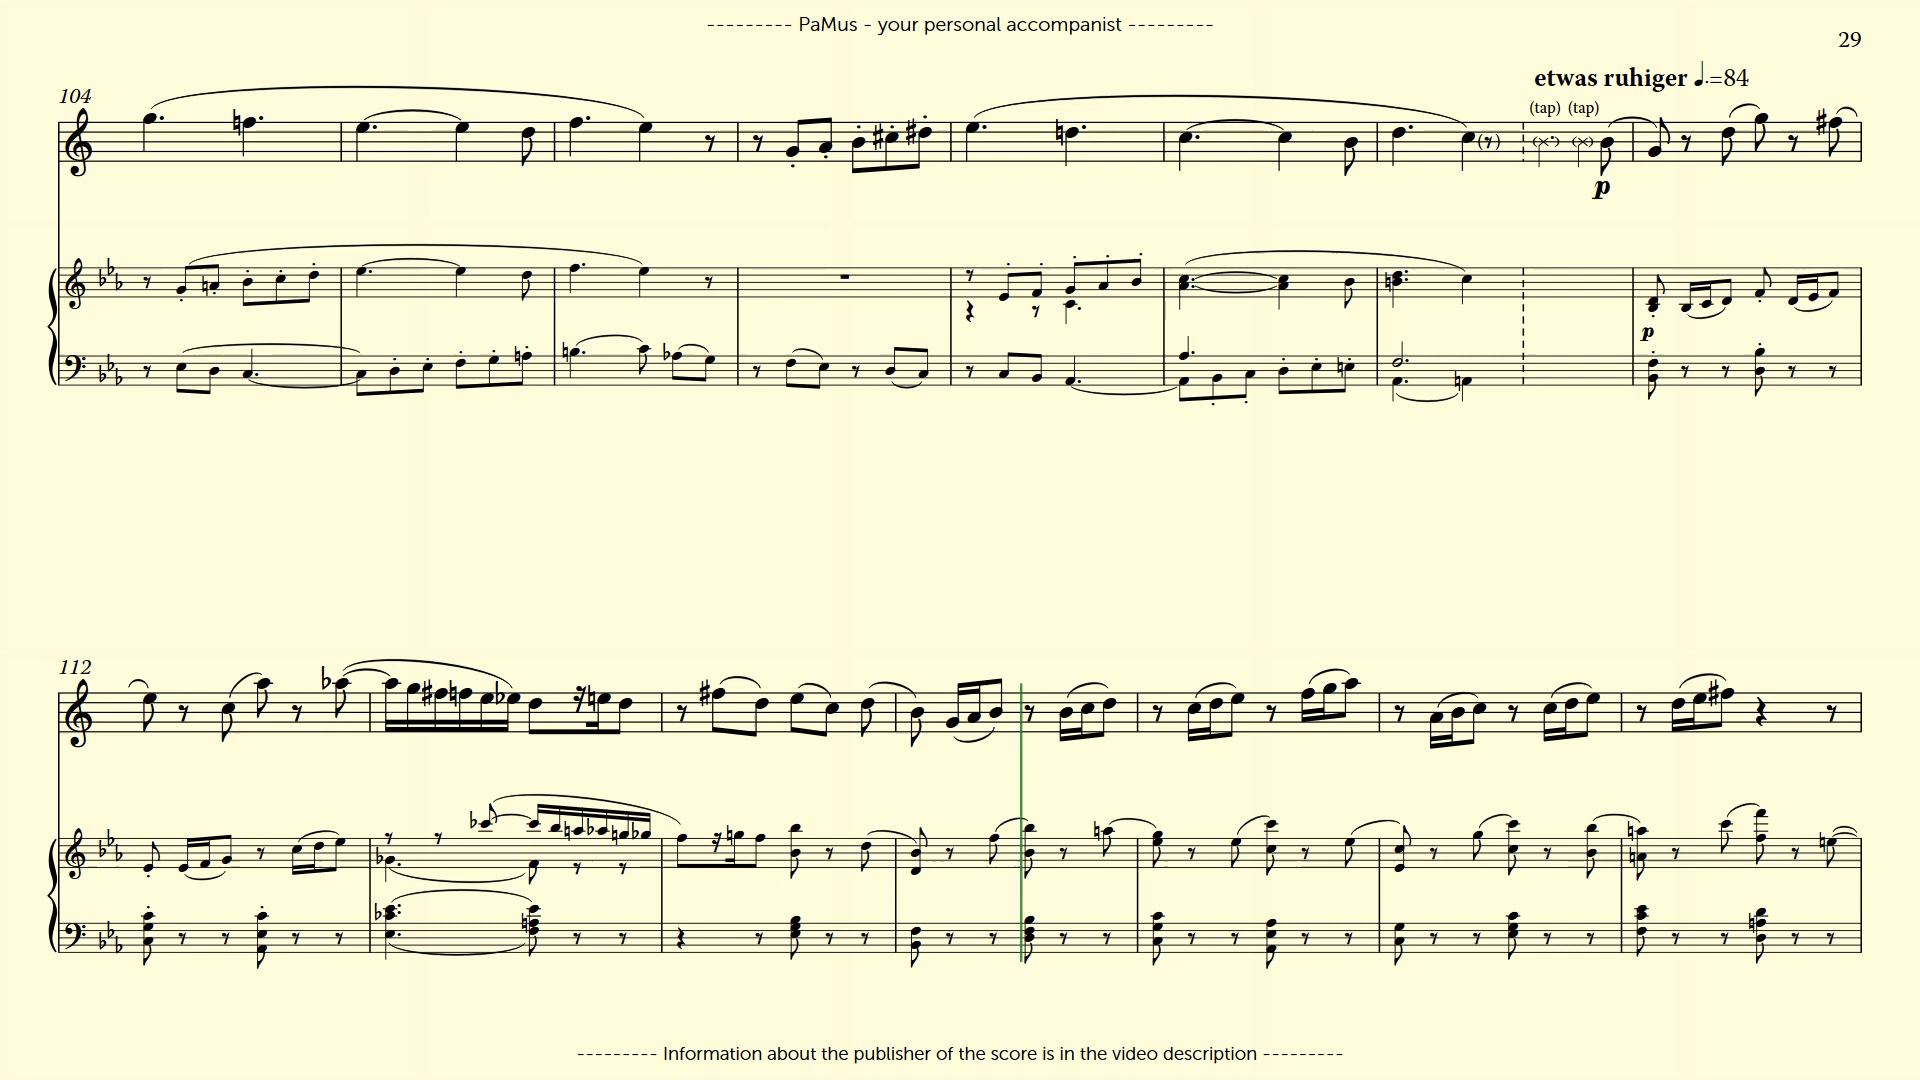 --------- PaMus - your personal accompanist ---------
29
etwas ruhiger ♩.=84
104
(tap) (tap)
p
p
112
--------- Information about the publisher of the score is in the video description ---------